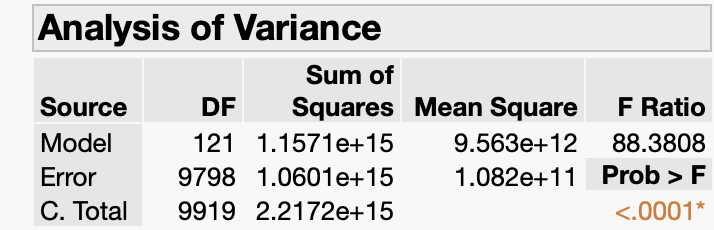 Analysis of Variance
Sum of
Source DF Squares Mean Square F Ratio
Model 121 1.1571e+15 9.563e+12 88.3808
Error 9798 1.0601e+15 1.082e+11 Prob > F
C. Total 9919 2.2172e+15 <.0001*